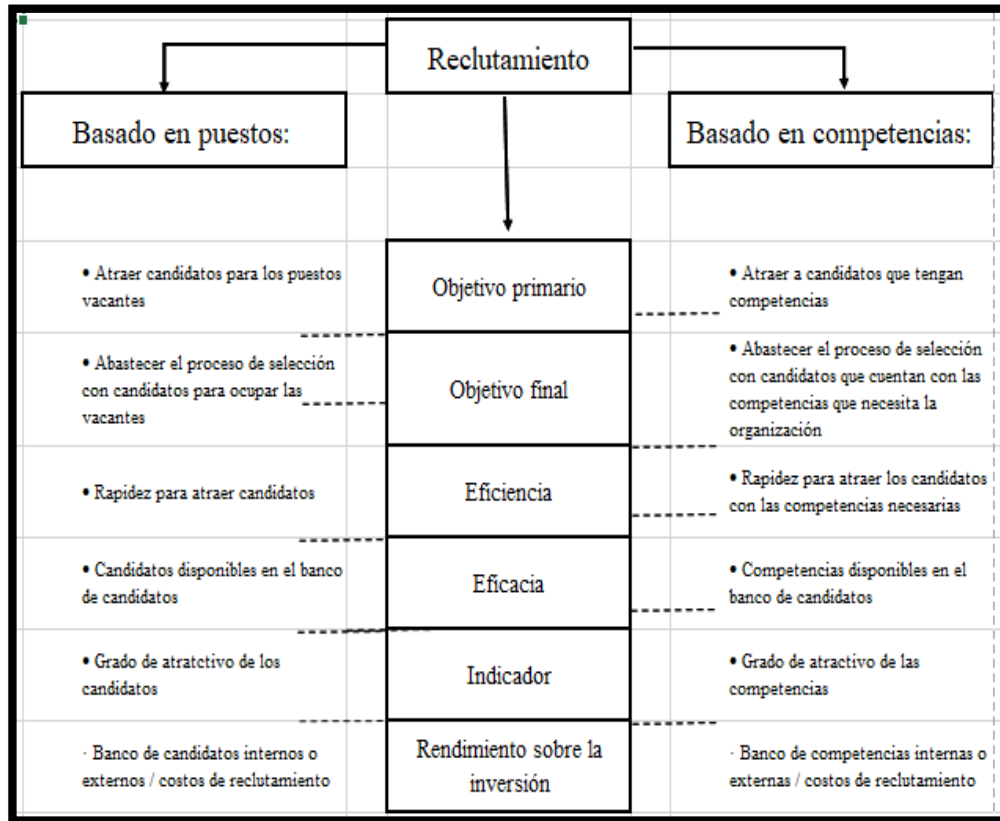 Reclutamiento
Basado en puestos:
Basado en competencias:
• Atraer candidatos para los puestos
vacantes
Objetivo primario
• Atraer a candidatos que tengan
competencias
• Abastecer el proceso de selección
con candidatos para ocupar las
vacantes
Objetivo final
• Abastecer el proceso de selección
con candidatos que cuentan con las
competencias que necesita la
organización
• Rapidez para atraer candidatos
Eficiencia
• Rapidez para atraer los candidatos
con las competencias necesarias
• Candidatos disponibles en el banco
de candidatos
Eficacia
• Competencias disponibles en el
banco de candidatos
• Grado de atratctivo de los
candidatos
Indicador
• Grado de atractivo de las
competencias
· Banco de candidatos internos o
externos / costos de reclutamiento
Rendimiento sobre la
inversión
· Banco de competencias internas o
externas / costos de reclutamiento